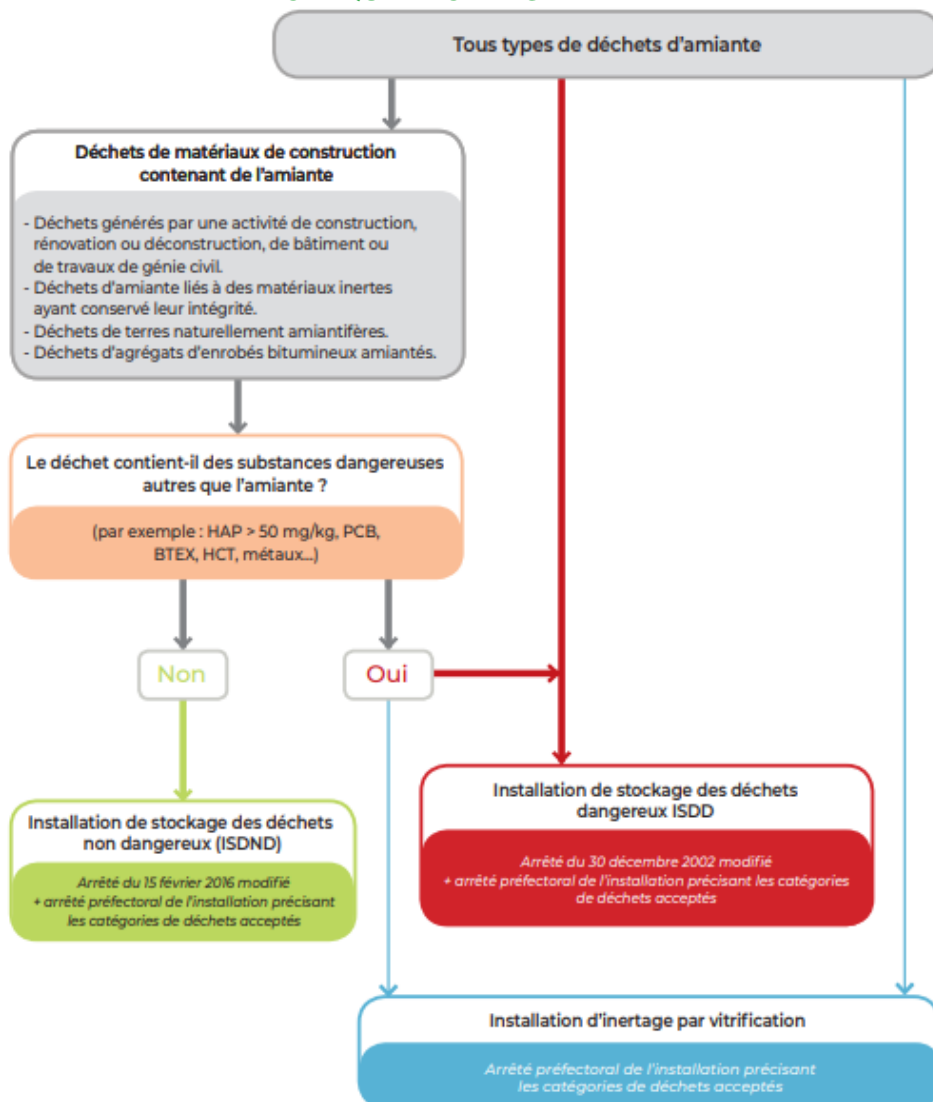 Tous types de déchets d'amiante
Déchets de matériaux de construction
contenant de l'amiante
- Déchets générés par une activité de construction,
rénovation ou déconstruction, de bâtiment ou
de travaux de génie civil.
- Déchets d'amiante liés à des matériaux inertes
ayant conservé leur intégrité.
- Déchets de terres naturellement amiantifères.
- Déchets d'agrégats d'enrobés bitumineux amiantés.
Le déchet contient-il des substances dangereuses
autres que l'amiante ?
(par exemple : HAP > 50 mg/kg, PCB,
BTEX, HCT, métaux...)
Non
Oui
Installation de stockage des déchets
non dangereux (ISDND)
Arrêté du 15 février 2016 modifié
+ arrêté préfectoral de l'installation précisant
les catégories de déchets acceptés
Installation de stockage des déchets
dangereux ISDD
Arrêté du 30 décembre 2002 modifié
+ arrêté préfectoral de l'installation précisant les catégories
de déchets acceptés
Installation d'inertage par vitrification
Arrêté préfectoral de l'installation précisant
les catégories de déchets acceptés